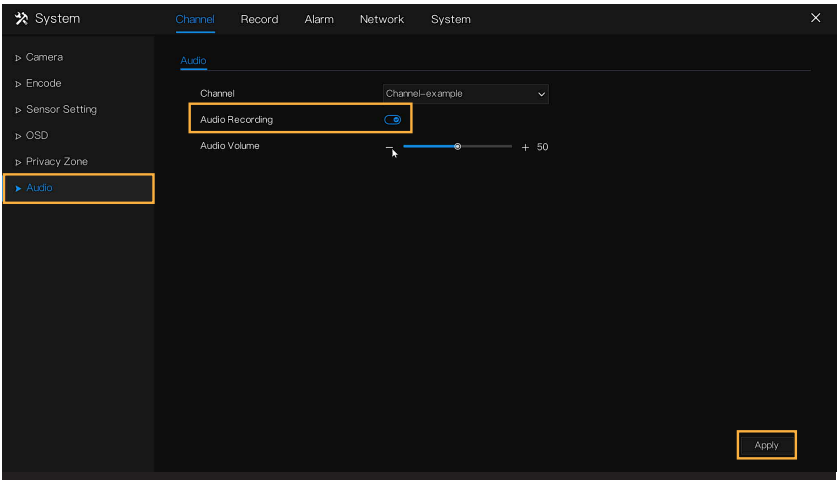 System
Channel Record Alarm Network System
Camera
Encode
Sensor Setting
OSD
Privacy Zone
Audio
Audio
Channel Channel-example
Audio Recording
Audio Volume - + 50
Apply